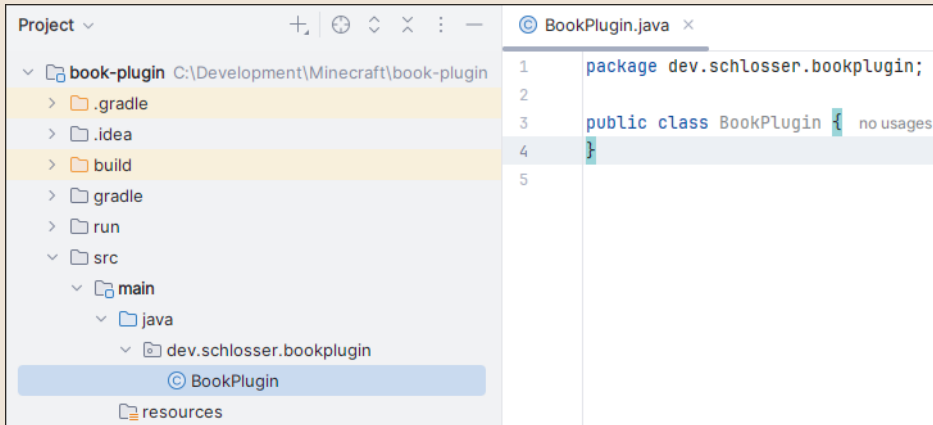 Project
book-plugin C:\Development\Minecraft\book-plugin
.gradle
.idea
build
gradle
run
src
main
java
dev.schlosser.bookplugin
BookPlugin
resources
BookPlugin.java
1 package dev.schlosser.bookplugin;
2
3 public class BookPlugin { no usages
4 }
5